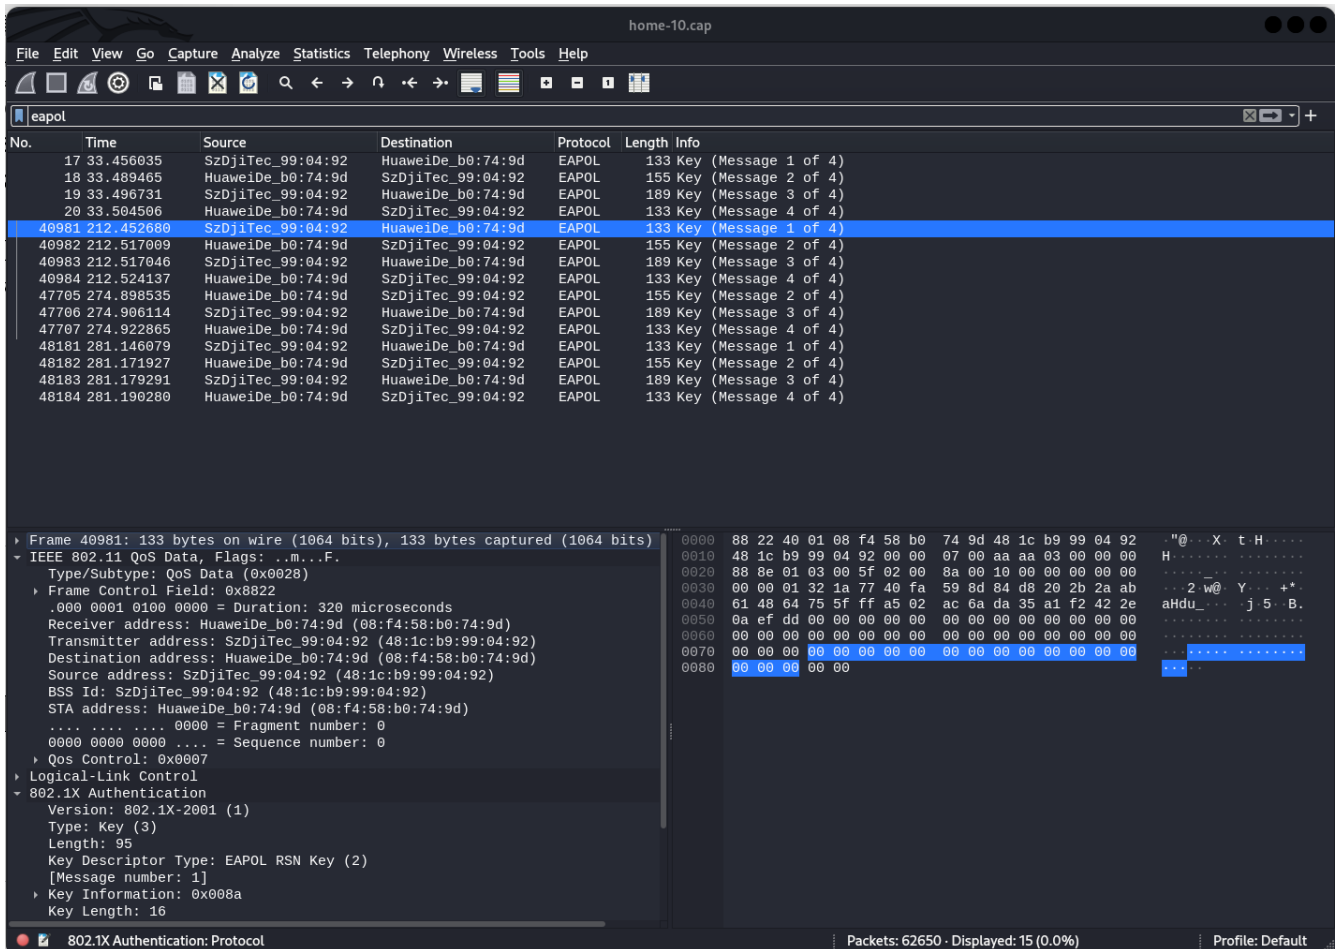 home-10.cap
File Edit View Go Capture Analyze Statistics Telephony Wireless Tools Help
eapol
No. Time Source Destination Protocol Length Info
17 33.456035 SzDjiTec_99:04:92 HuaweiDe_b0:74:9d EAPOL 133 Key (Message 1 of 4)
18 33.489465 HuaweiDe_b0:74:9d SzDjiTec_99:04:92 EAPOL 155 Key (Message 2 of 4)
19 33.496731 SzDjiTec_99:04:92 HuaweiDe_b0:74:9d EAPOL 189 Key (Message 3 of 4)
20 33.504506 HuaweiDe_b0:74:9d SzDjiTec_99:04:92 EAPOL 133 Key (Message 4 of 4)
40981 212.452680 SzDjiTec_99:04:92 HuaweiDe_b0:74:9d EAPOL 133 Key (Message 1 of 4)
40982 212.517009 HuaweiDe_b0:74:9d SzDjiTec_99:04:92 EAPOL 155 Key (Message 2 of 4)
40983 212.517046 SzDjiTec_99:04:92 HuaweiDe_b0:74:9d EAPOL 189 Key (Message 3 of 4)
40984 212.524137 HuaweiDe_b0:74:9d SzDjiTec_99:04:92 EAPOL 133 Key (Message 4 of 4)
47705 274.898535 HuaweiDe_b0:74:9d SzDjiTec_99:04:92 EAPOL 155 Key (Message 2 of 4)
47706 274.906114 SzDjiTec_99:04:92 HuaweiDe_b0:74:9d EAPOL 189 Key (Message 3 of 4)
47707 274.922865 HuaweiDe_b0:74:9d SzDjiTec_99:04:92 EAPOL 133 Key (Message 4 of 4)
48181 281.146079 SzDjiTec_99:04:92 HuaweiDe_b0:74:9d EAPOL 133 Key (Message 1 of 4)
48182 281.171927 HuaweiDe_b0:74:9d SzDjiTec_99:04:92 EAPOL 155 Key (Message 2 of 4)
48183 281.179291 SzDjiTec_99:04:92 HuaweiDe_b0:74:9d EAPOL 189 Key (Message 3 of 4)
48184 281.190280 HuaweiDe_b0:74:9d SzDjiTec_99:04:92 EAPOL 133 Key (Message 4 of 4)
Frame 40981: 133 bytes on wire (1064 bits), 133 bytes captured (1064 bits)
IEEE 802.11 QoS Data, Flags: ..m...F.
Type/Subtype: QoS Data (0x0028)
Frame Control Field: 0x8822
.000 0001 0100 0000 = Duration: 320 microseconds
Receiver address: HuaweiDe_b0:74:9d (08:f4:58:b0:74:9d)
Transmitter address: SzDjiTec_99:04:92 (48:1c:b9:99:04:92)
Destination address: HuaweiDe_b0:74:9d (08:f4:58:b0:74:9d)
Source address: SzDjiTec_99:04:92 (48:1c:b9:99:04:92)
BSS Id: SzDjiTec_99:04:92 (48:1c:b9:99:04:92)
STA address: HuaweiDe_b0:74:9d (08:f4:58:b0:74:9d)
.... .... .... 0000 = Fragment number: 0
0000 0000 0000 .... = Sequence number: 0
Qos Control: 0x0007
Logical-Link Control
802.1X Authentication
Version: 802.1X-2001 (1)
Type: Key (3)
Length: 95
Key Descriptor Type: EAPOL RSN Key (2)
[Message number: 1]
Key Information: 0x008a
Key Length: 16
0000 88 22 40 01 08 f4 58 b0 74 9d 48 1c b9 99 04 92 ·"@···X· t·H·····
0010 48 1c b9 99 04 92 00 00 07 00 aa aa 03 00 00 00 H······· ········
0020 88 8e 01 03 00 5f 02 00 8a 00 10 00 00 00 00 00 ·····_·· ········
0030 00 00 01 32 1a 77 40 fa 59 8d 84 d8 20 2b 2a ab ···2·w@· Y··· +*·
0040 61 48 64 75 5f ff a5 02 ac 6a da 35 a1 f2 42 2e aHdu_··· ·j·5··B.
0050 0a ef dd 00 00 00 00 00 00 00 00 00 00 00 00 00 ········ ········
0060 00 00 00 00 00 00 00 00 00 00 00 00 00 00 00 00 ········ ········
0070 00 00 00 00 00 00 00 00 00 00 00 00 00 00 00 00 ········ ········
0080 00 00 00 00 00 ·····
802.1X Authentication: Protocol
Packets: 62650 · Displayed: 15 (0.0%)
Profile: Default